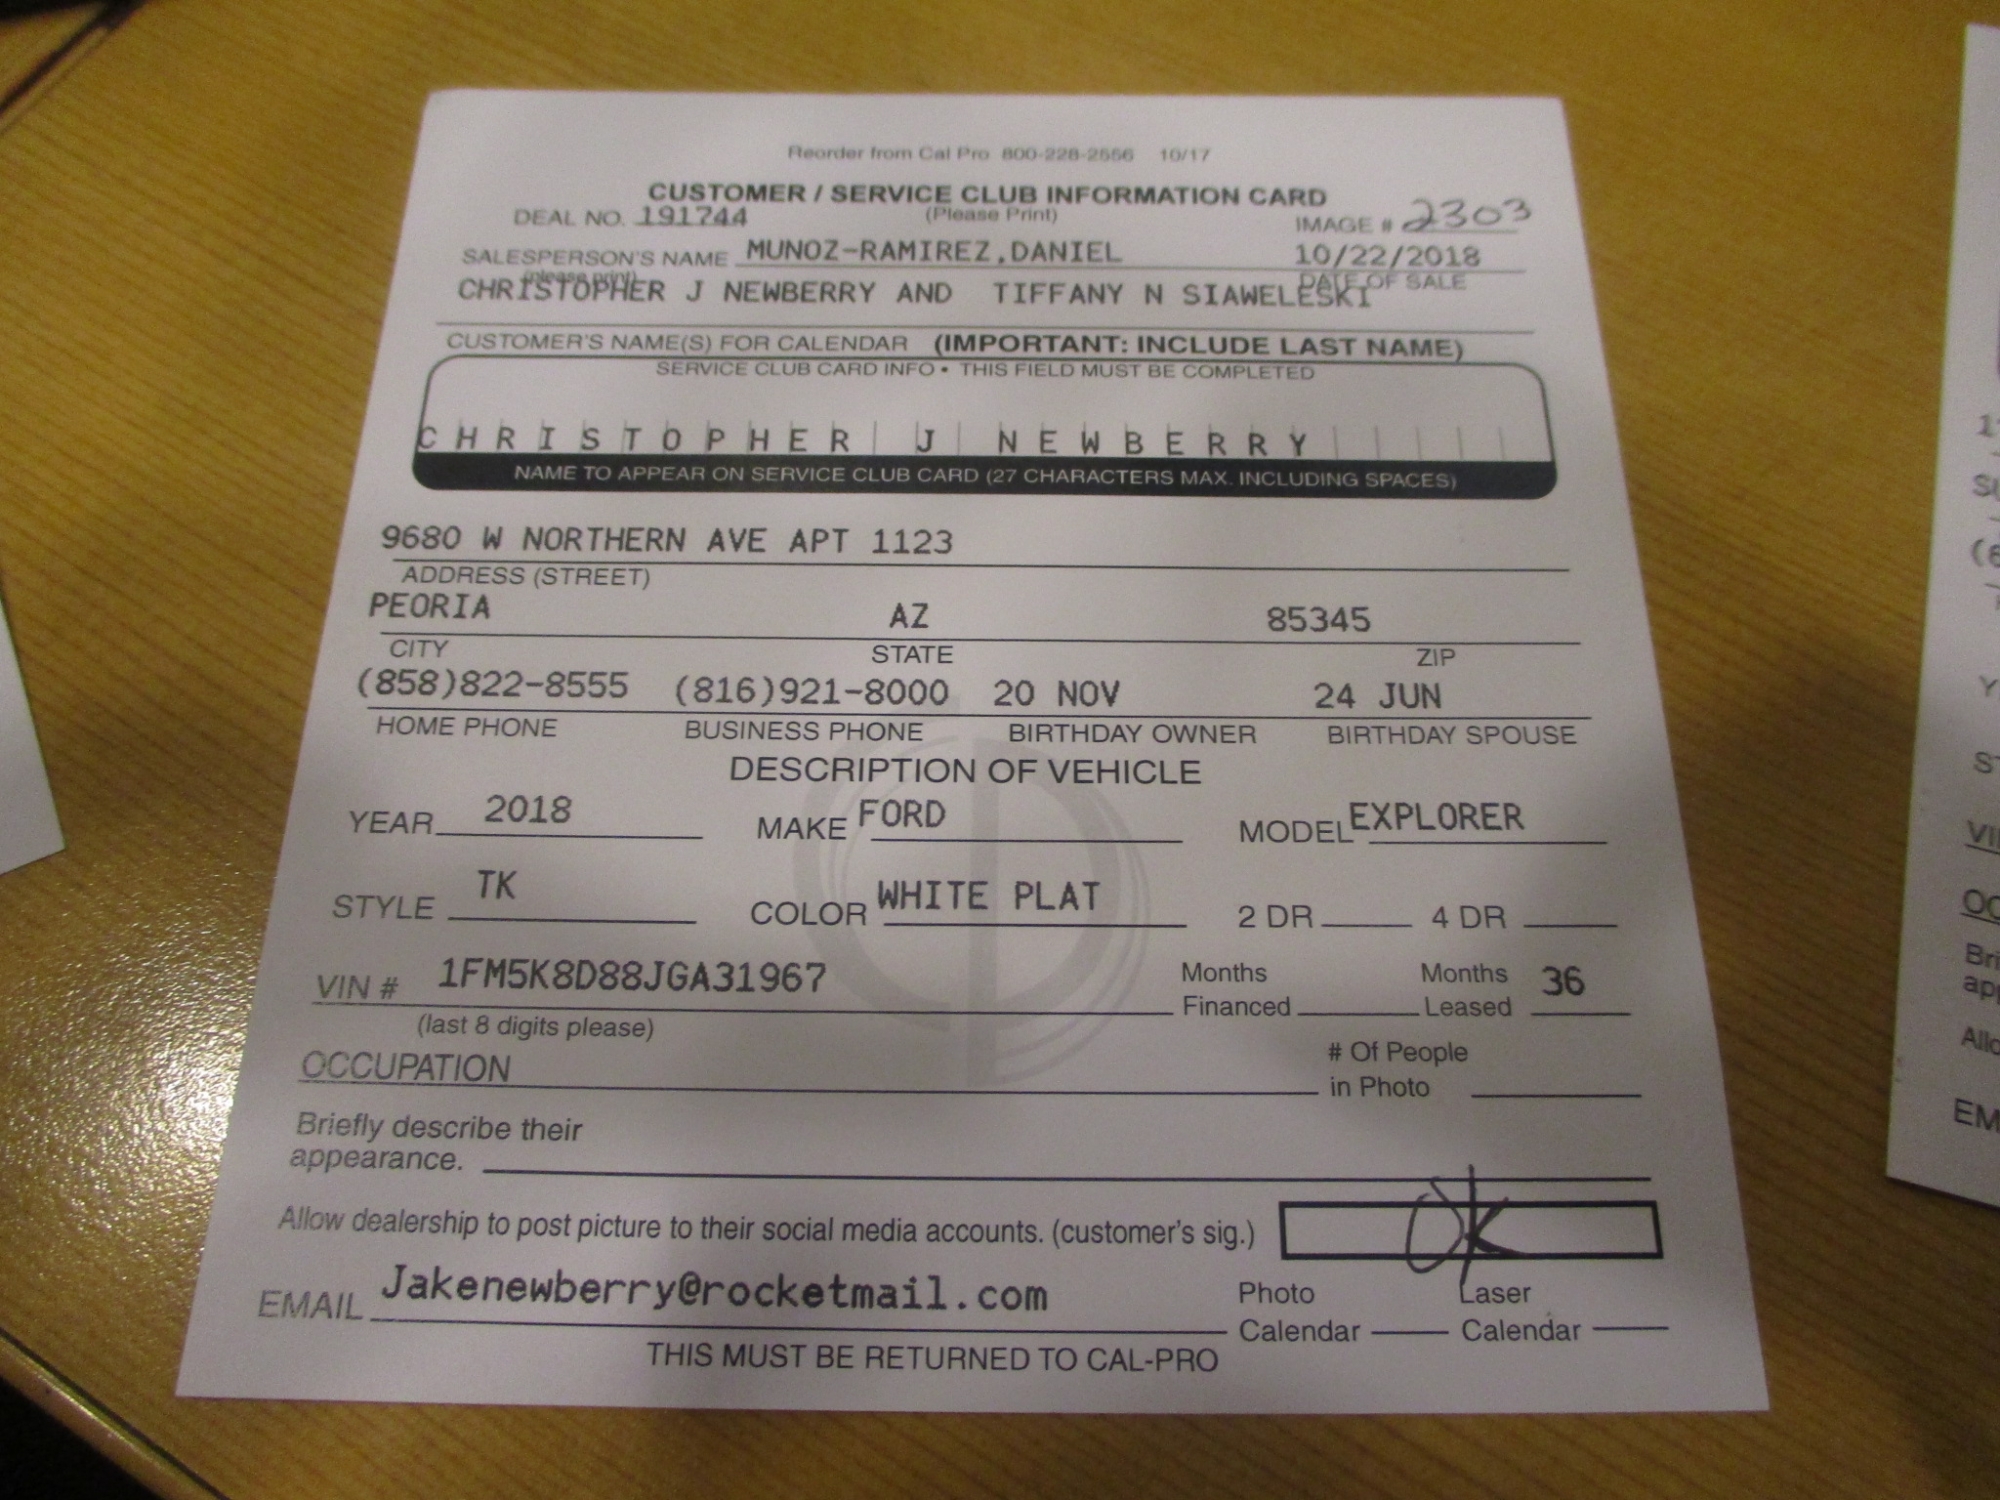 Reorder from Cal Pro 800-228-2556 10/17
CUSTOMER / SERVICE CLUB INFORMATION CARD
DEAL NO. 191744 (Please Print) IMAGE # 2303
SALESPERSON'S NAME MUNOZ-RAMIREZ,DANIEL 10/22/2018
(please print) DATE OF SALE
CHRISTOPHER J NEWBERRY AND TIFFANY N SIAWELESKI
CUSTOMER'S NAME(S) FOR CALENDAR (IMPORTANT: INCLUDE LAST NAME)
SERVICE CLUB CARD INFO • THIS FIELD MUST BE COMPLETED
CHRISTOPHER J NEWBERRY
NAME TO APPEAR ON SERVICE CLUB CARD (27 CHARACTERS MAX. INCLUDING SPACES)
9680 W NORTHERN AVE APT 1123
ADDRESS (STREET)
PEORIA AZ 85345
CITY STATE ZIP
(858)822-8555 (816)921-8000 20 NOV 24 JUN
HOME PHONE BUSINESS PHONE BIRTHDAY OWNER BIRTHDAY SPOUSE
DESCRIPTION OF VEHICLE
YEAR 2018 MAKE FORD MODEL EXPLORER
STYLE TK COLOR WHITE PLAT 2 DR 4 DR
VIN # 1FM5K8D88JGA31967 Months Financed Months Leased 36
(last 8 digits please)
OCCUPATION # Of People in Photo
Briefly describe their
appearance.
Allow dealership to post picture to their social media accounts. (customer's sig.) OK
EMAIL Jakenewberry@rocketmail.com Photo Calendar Laser Calendar
THIS MUST BE RETURNED TO CAL-PRO